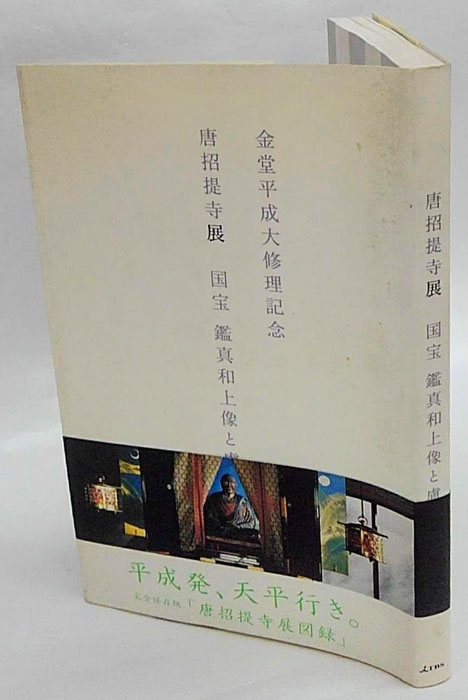 金堂平成大修理記念
唐招提寺展 国宝 鑑真和上像と
平成発、天平行き。
完全保存版「唐招提寺展図録」
唐招提寺展 国宝 鑑真和上像と盧
TBS